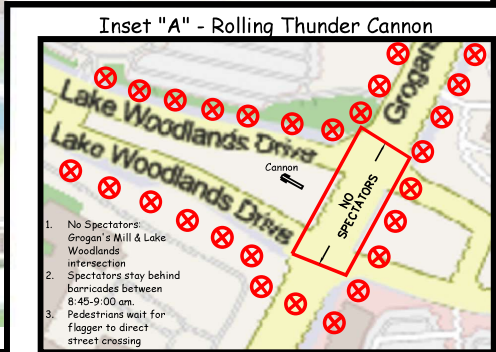 Inset "A" - Rolling Thunder Cannon
Grogans
Lake Woodlands Drive
Lake Woodlands Drive
Cannon
NO
SPECTATORS
1. No Spectators:
Grogan's Mill & Lake
Woodlands
intersection
2. Spectators stay behind
barricades between
8:45-9:00 am.
3. Pedestrians wait for
flagger to direct
street crossing